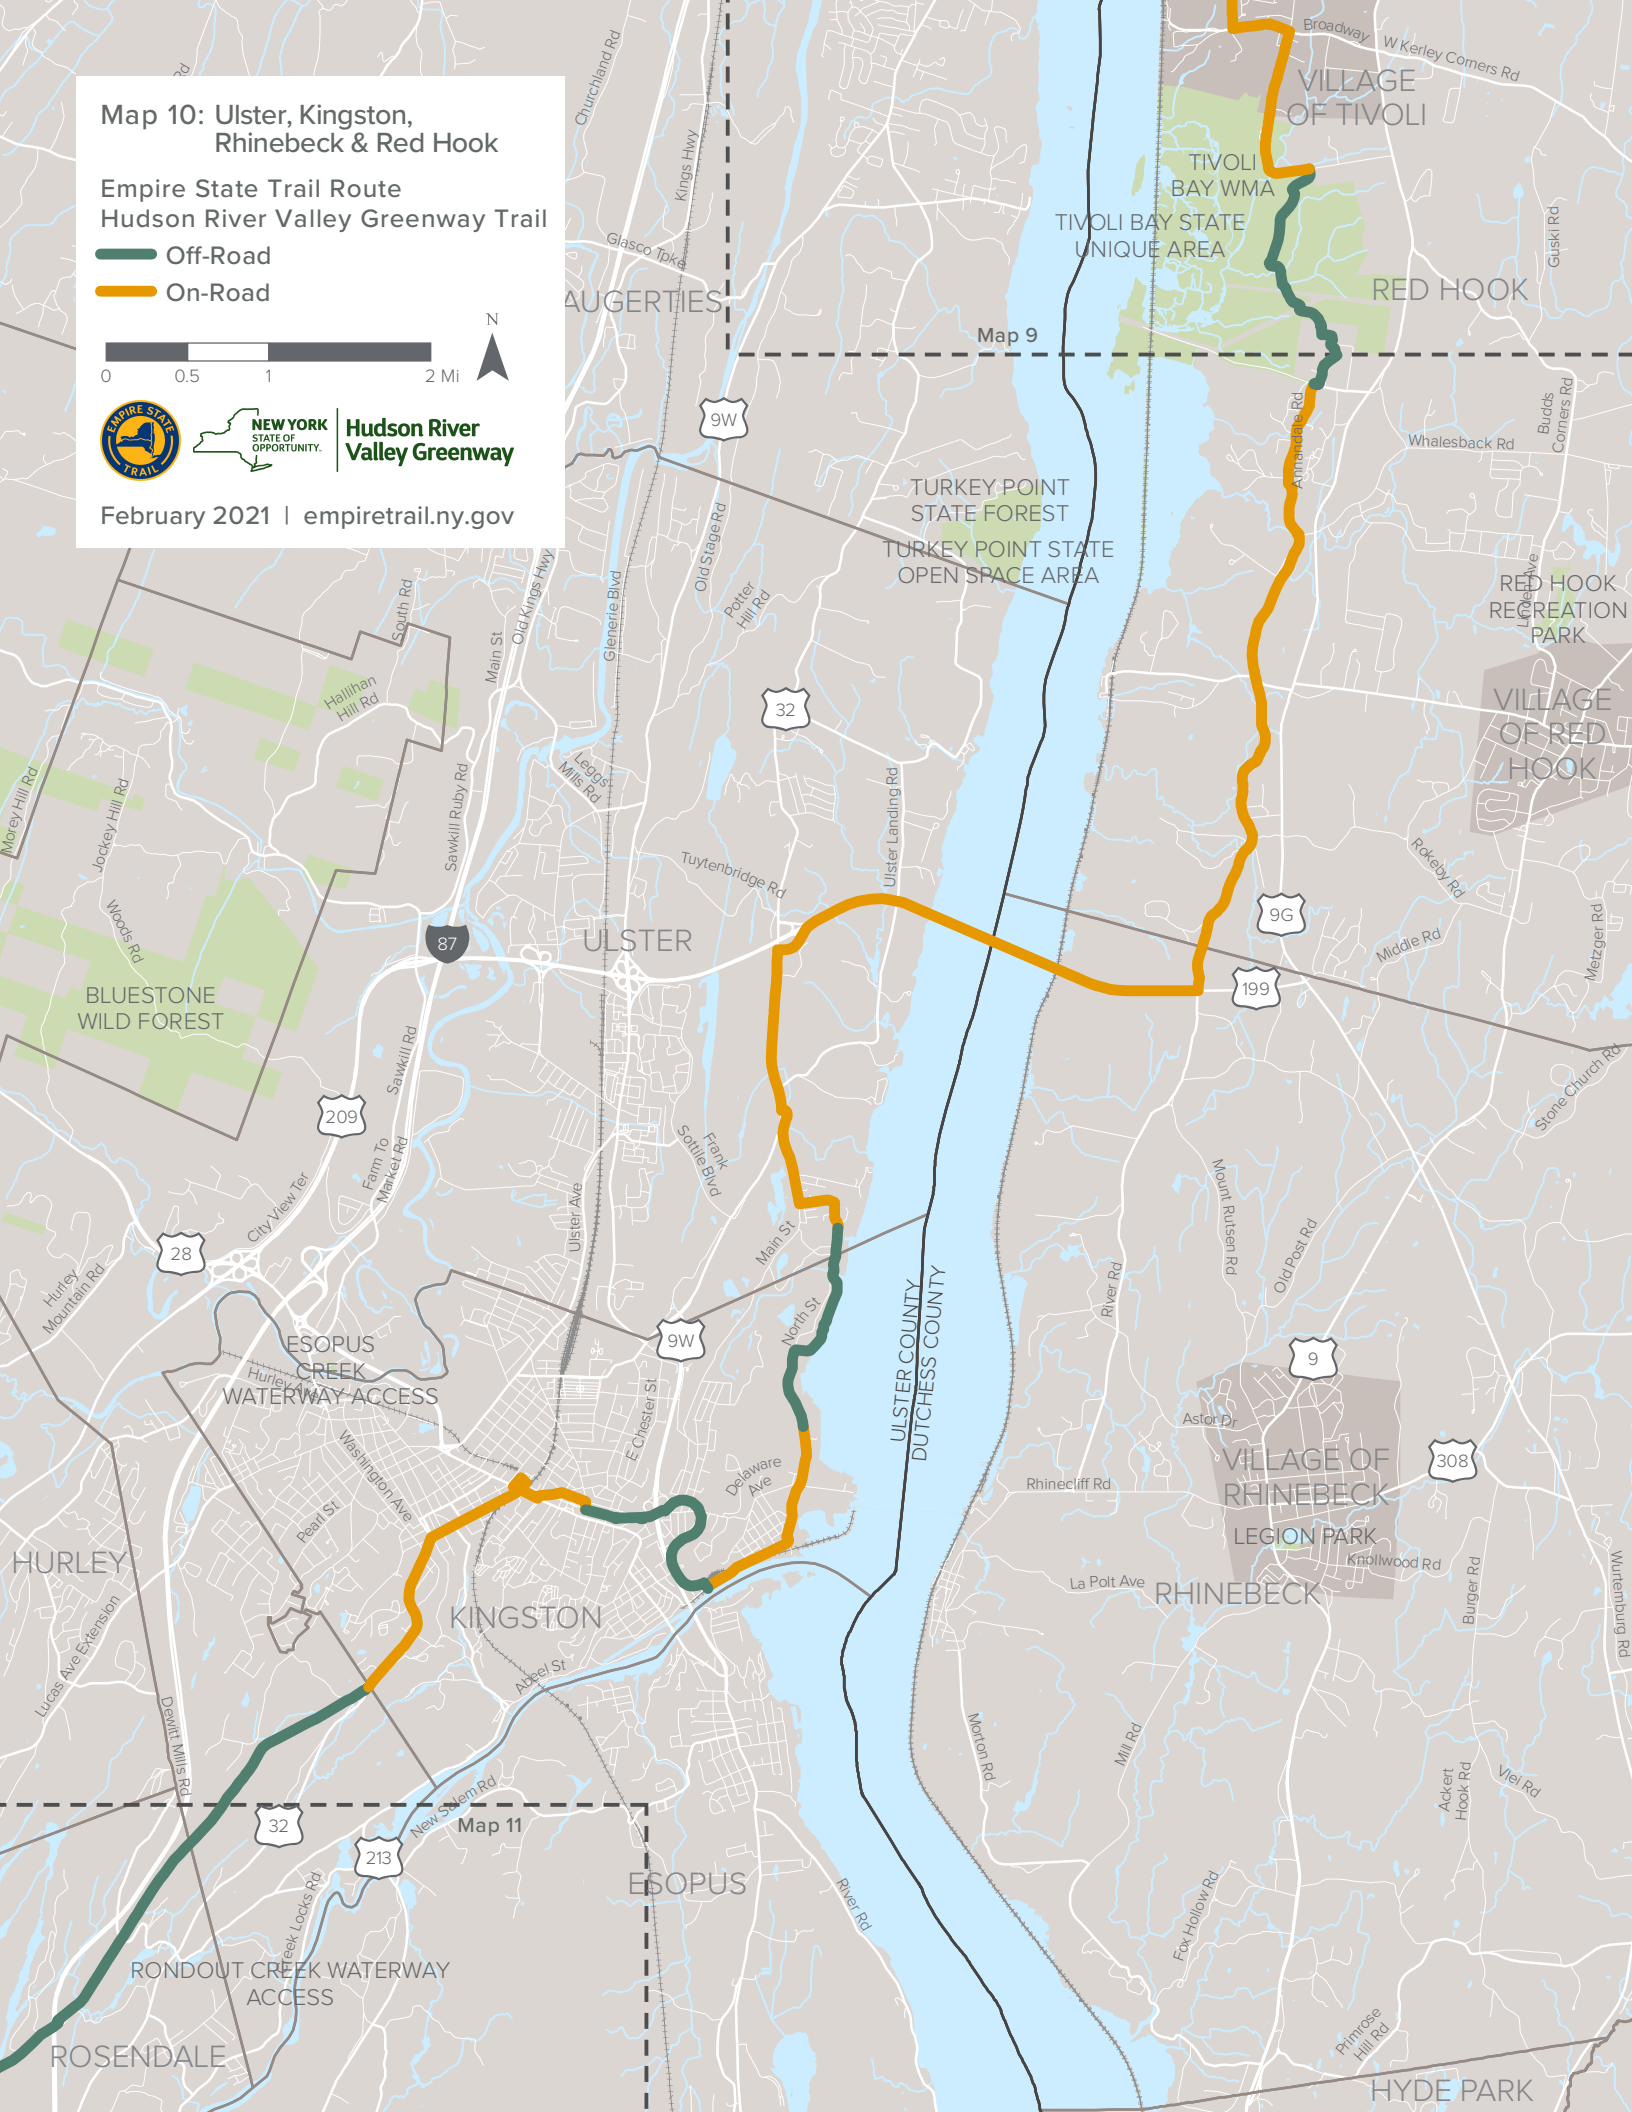 Map 10: Ulster, Kingston,
Rhinebeck & Red Hook
Empire State Trail Route
Hudson River Valley Greenway Trail
Off-Road
On-Road
N
0 0.5 1 2 Mi
EMPIRE STATE
TRAIL
NEW YORK
STATE OF
OPPORTUNITY.
Hudson River
Valley Greenway
February 2021 | empiretrail.ny.gov
Rd
Churchland Rd
Kings Hwy
Glasco Tpke
AUGERTIES
Broadway
W Kerley Corners Rd
VILLAGE
OF TIVOLI
TIVOLI
BAY WMA
TIVOLI BAY STATE
UNIQUE AREA
Guski Rd
RED HOOK
Map 9
9W
Annandale Rd
Budds
Corners Rd
Whalesback Rd
TURKEY POINT
STATE FOREST
TURKEY POINT STATE
OPEN SPACE AREA
Old Stage Rd
Potter
Hill Rd
Glenerie Blvd
Old Kings Hwy
Main St
South Rd
Hallihan
Hill Rd
RED HOOK
RECREATION
PARK
Linden Ave
VILLAGE
OF RED
HOOK
32
Leggs
Mills Rd
Morey Hill Rd
Jockey Hill Rd
Sawkill Ruby Rd
Ulster Landing Rd
Tuytenbridge Rd
Rokeby Rd
Woods Rd
87
ULSTER
9G
Middle Rd
Metzger Rd
199
BLUESTONE
WILD FOREST
Sawkill Rd
209
Stone Church Rd
Farm To
Market Rd
Frank
Sottile Blvd
City View Ter
Ulster Ave
Main St
Mount Rutsen Rd
Old Post Rd
28
Hurley
Mountain Rd
River Rd
North St
9W
ULSTER COUNTY
DUTCHESS COUNTY
ESOPUS
CREEK
WATERWAY ACCESS
Hurley Ave
9
E Chester St
Astor Dr
Washington Ave
Delaware
Ave
VILLAGE OF
RHINEBECK
308
Rhinecliff Rd
Pearl St
LEGION PARK
HURLEY
Knollwood Rd
La Polt Ave
RHINEBECK
Burger Rd
Wurtemburg Rd
KINGSTON
Lucas Ave Extension
Abeel St
Dewitt Mills Rd
Morton Rd
Mill Rd
Ackert
Hook Rd
Vlei Rd
New Salem Rd
Map 11
32
213
ESOPUS
River Rd
Creek Locks Rd
Fox Hollow Rd
RONDOUT CREEK WATERWAY
ACCESS
Primrose
Hill Rd
ROSENDALE
HYDE PARK